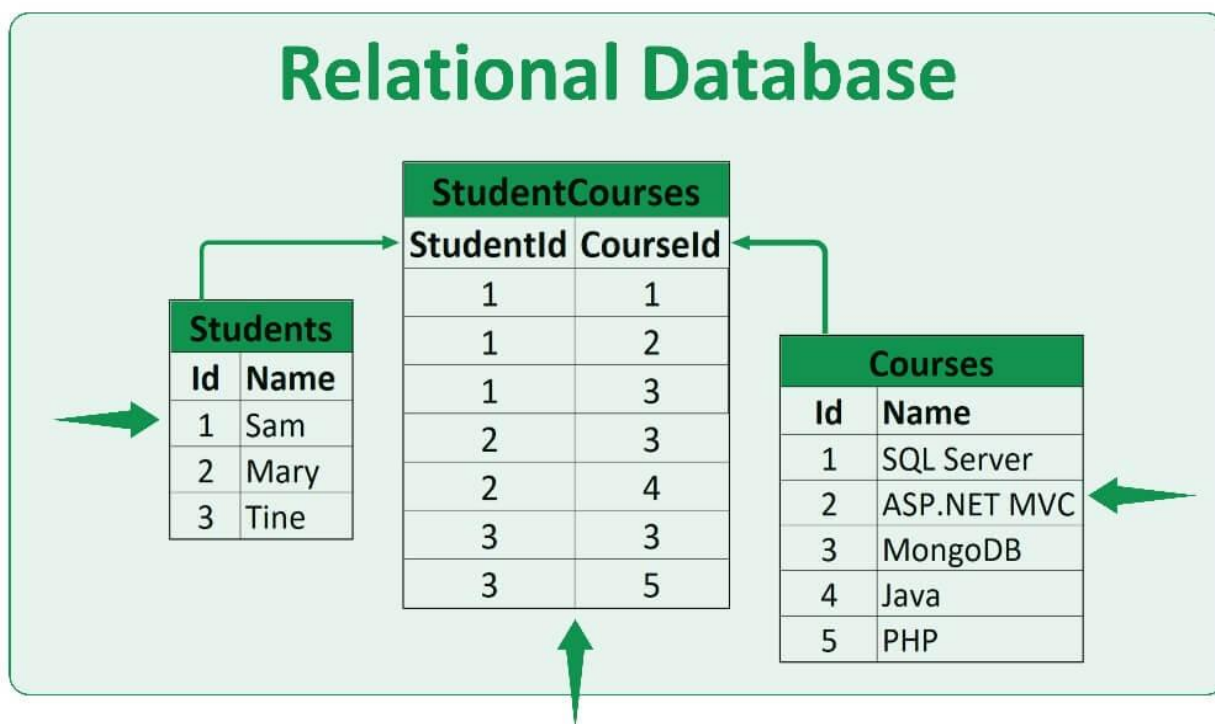 Relational Database
StudentCourses
StudentId CourseId
1 1
1 2
1 3
2 3
2 4
3 3
3 5
Students
Id Name
1 Sam
2 Mary
3 Tine
Courses
Id Name
1 SQL Server
2 ASP.NET MVC
3 MongoDB
4 Java
5 PHP